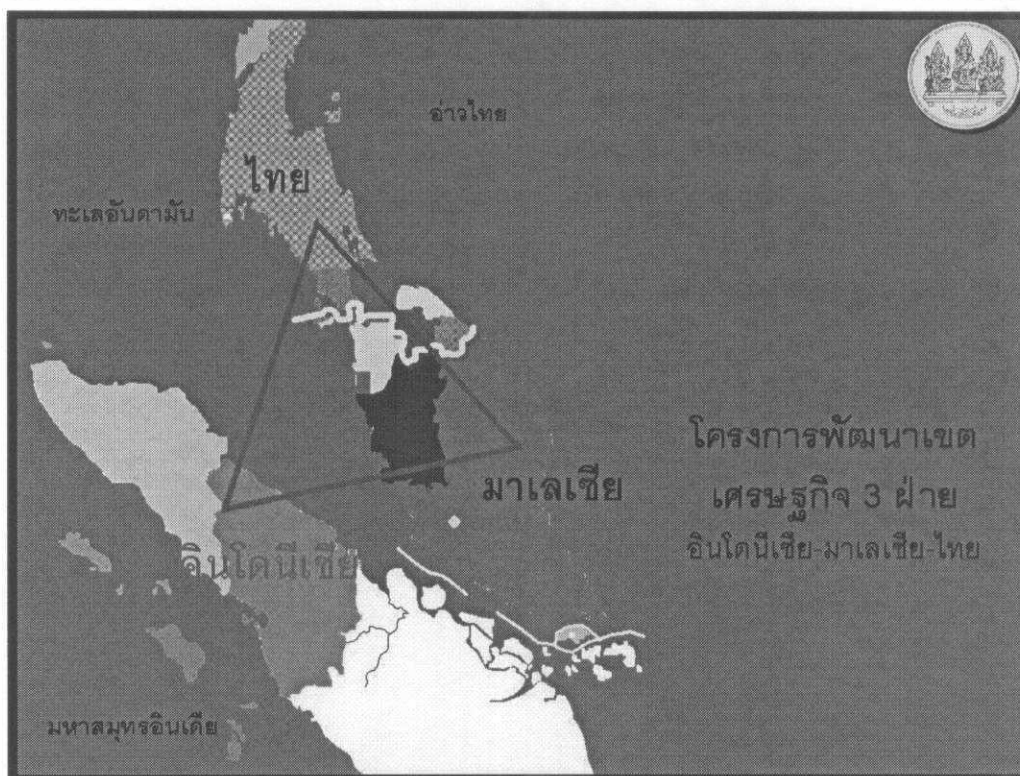 อ่าวไทย
ไทย
ทะเลอันดามัน
โครงการพัฒนาเขต
เศรษฐกิจ 3 ฝ่าย
อินโดนีเซีย-มาเลเซีย-ไทย
มาเลเซีย
อินโดนีเซีย
มหาสมุทรอินเดีย